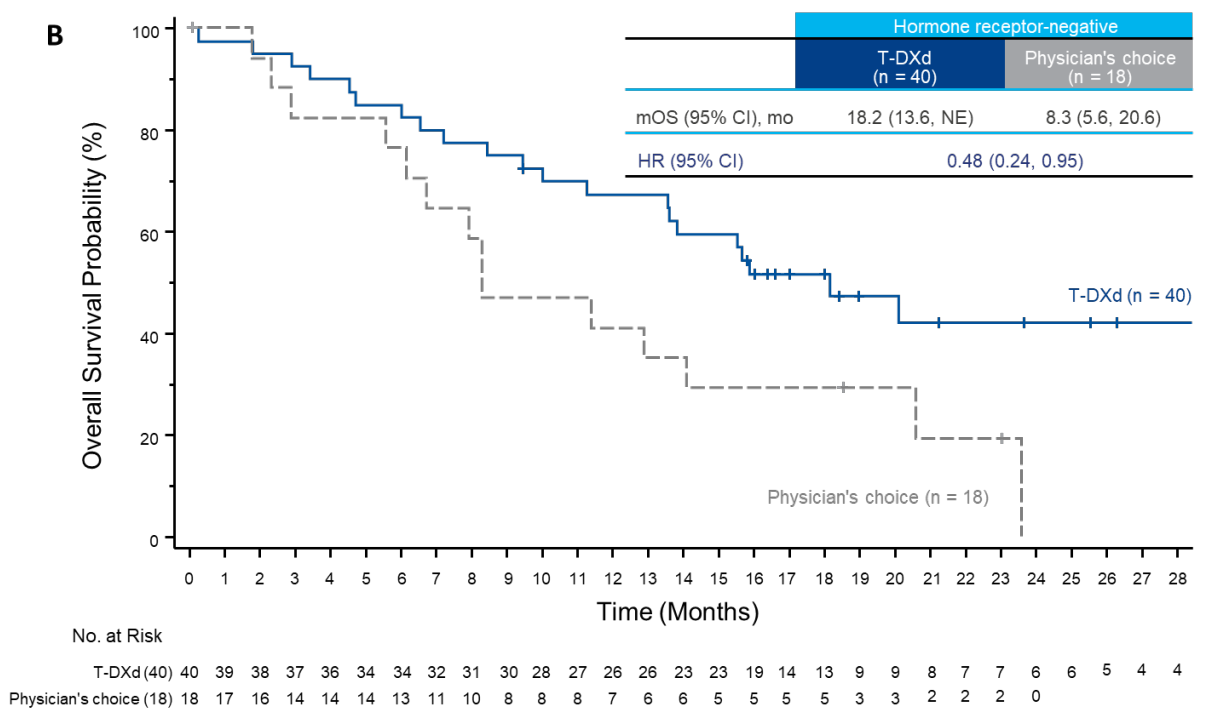 B
Hormone receptor-negative
T-DXd (n = 40) Physician's choice (n = 18)
mOS (95% CI), mo 18.2 (13.6, NE) 8.3 (5.6, 20.6)
HR (95% CI) 0.48 (0.24, 0.95)
Overall Survival Probability (%)
100
80
60
40
20
0
T-DXd (n = 40)
Physician's choice (n = 18)
0 1 2 3 4 5 6 7 8 9 10 11 12 13 14 15 16 17 18 19 20 21 22 23 24 25 26 27 28
Time (Months)
No. at Risk
T-DXd (40) 40 39 38 37 36 34 34 32 31 30 28 27 26 26 23 23 19 14 13 9 9 8 7 7 6 6 5 4 4
Physician's choice (18) 18 17 16 14 14 14 13 11 10 8 8 8 7 6 6 5 5 5 5 3 3 2 2 2 0